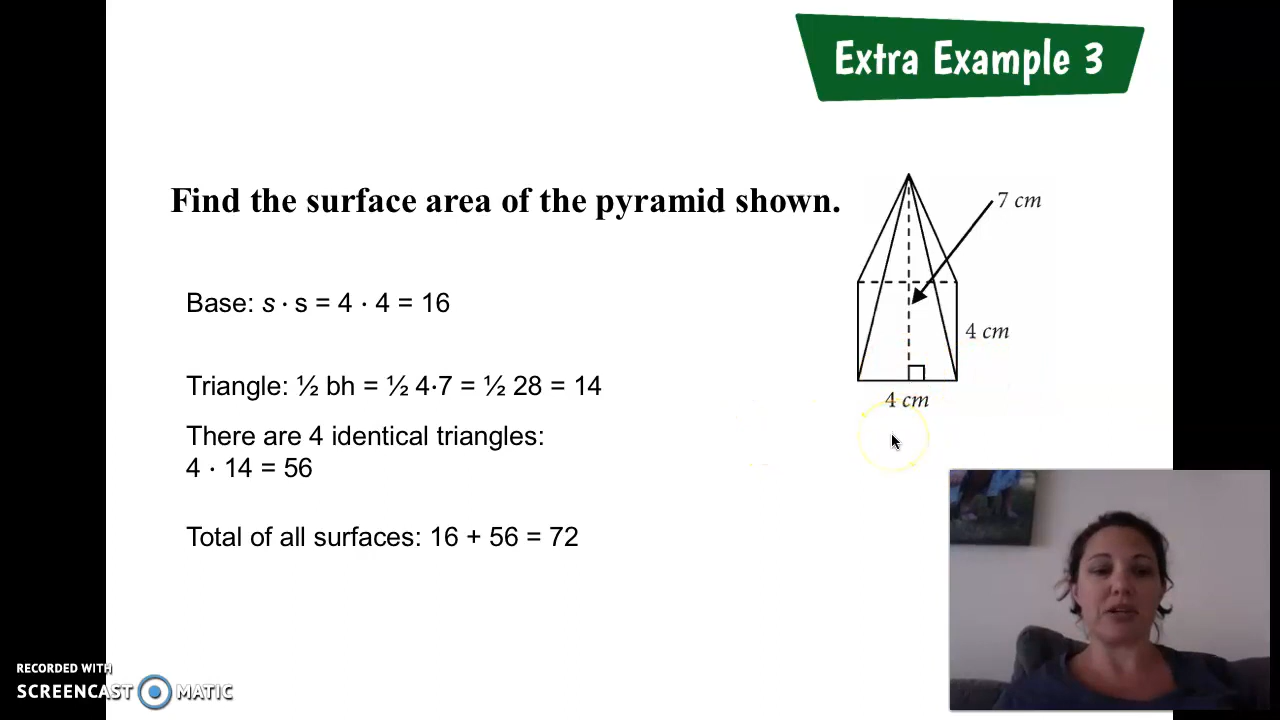 Extra Example 3
Find the surface area of the pyramid shown.
7 cm
Base: s · s = 4 · 4 = 16
4 cm
Triangle: ½ bh = ½ 4·7 = ½ 28 = 14
4 cm
There are 4 identical triangles:
4 · 14 = 56
Total of all surfaces: 16 + 56 = 72
RECORDED WITH
SCREENCAST MATIC